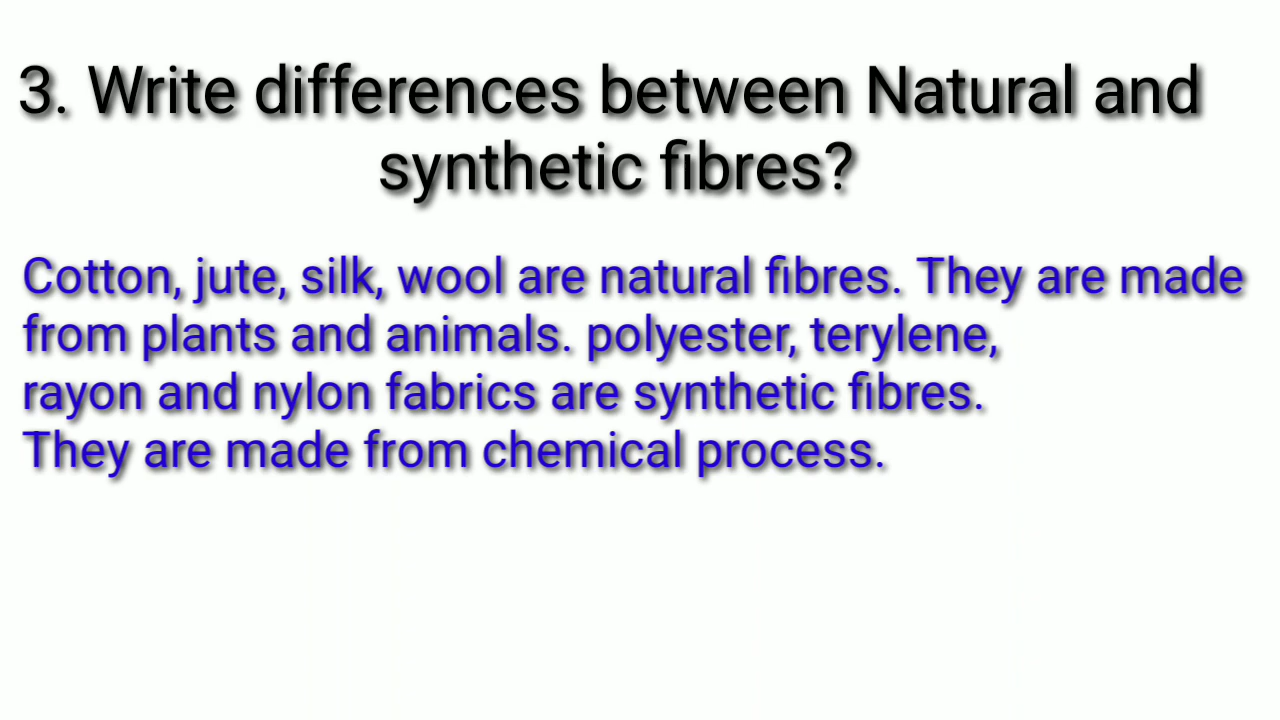 3. Write differences between Natural and
synthetic fibres?
Cotton, jute, silk, wool are natural fibres. They are made
from plants and animals. polyester, terylene,
rayon and nylon fabrics are synthetic fibres.
They are made from chemical process.